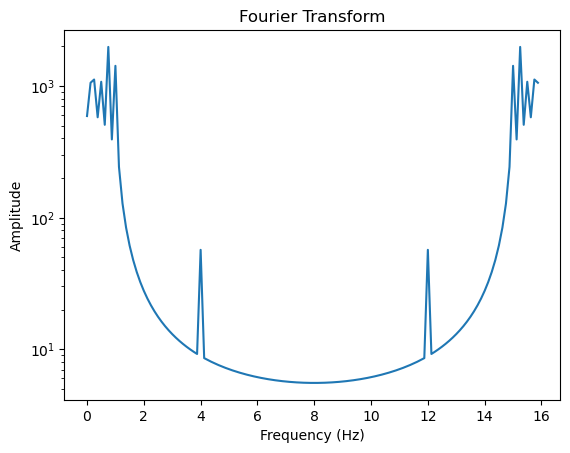 Fourier Transform
Amplitude
10³
10²
10¹
0 2 4 6 8 10 12 14 16
Frequency (Hz)